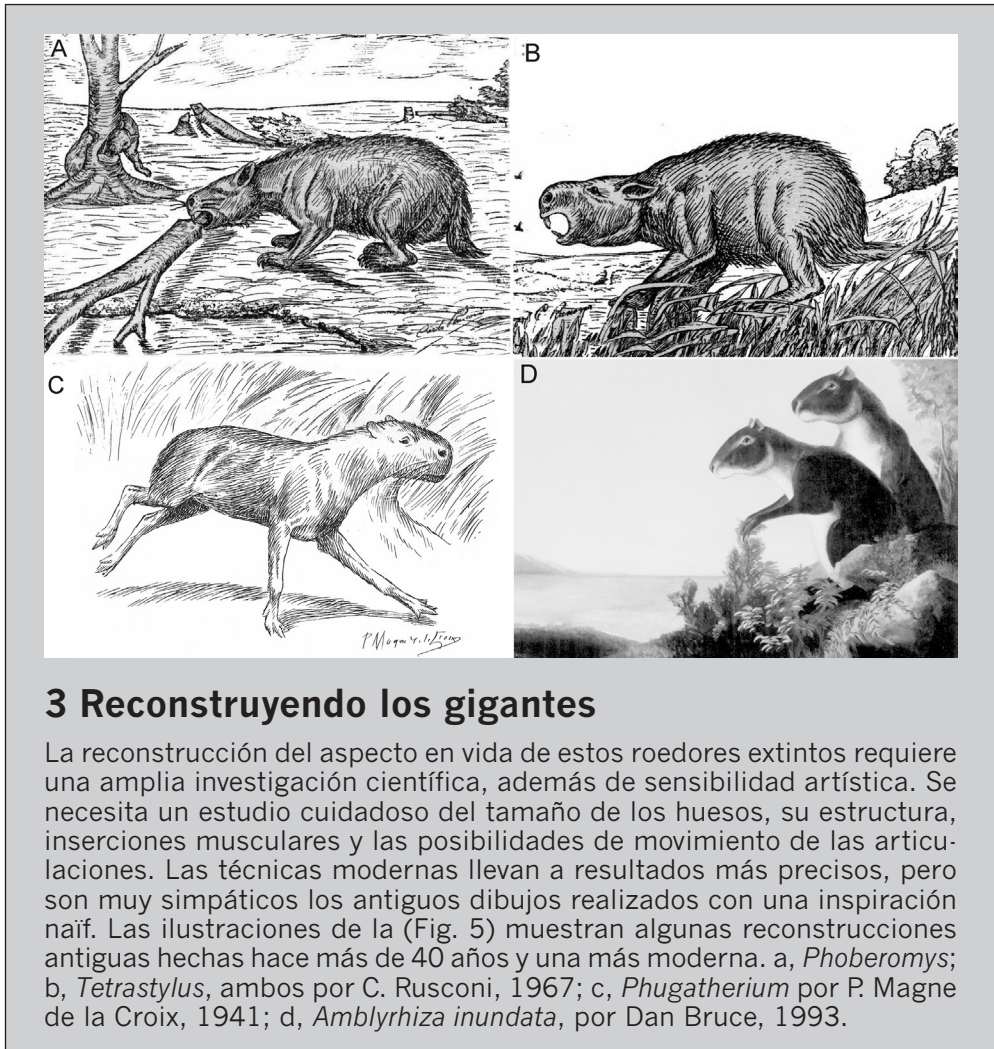 A
B
C
D
3 Reconstruyendo los gigantes
La reconstrucción del aspecto en vida de estos roedores extintos requiere
una amplia investigación científica, además de sensibilidad artística. Se
necesita un estudio cuidadoso del tamaño de los huesos, su estructura,
inserciones musculares y las posibilidades de movimiento de las articu-
laciones. Las técnicas modernas llevan a resultados más precisos, pero
son muy simpáticos los antiguos dibujos realizados con una inspiración
naïf. Las ilustraciones de la (Fig. 5) muestran algunas reconstrucciones
antiguas hechas hace más de 40 años y una más moderna. a, Phoberomys;
b, Tetrastylus, ambos por C. Rusconi, 1967; c, Phugatherium por P. Magne
de la Croix, 1941; d, Amblyrhiza inundata, por Dan Bruce, 1993.